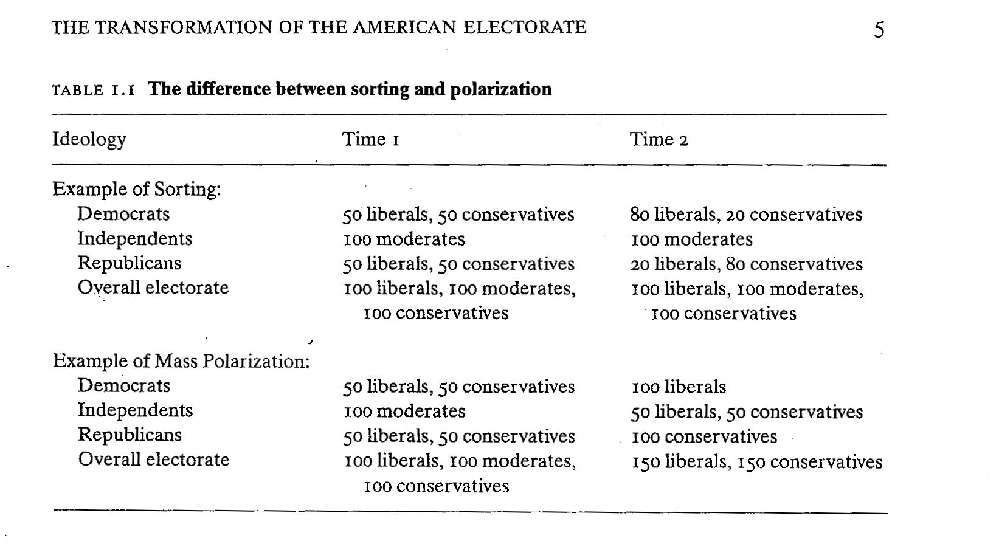 THE TRANSFORMATION OF THE AMERICAN ELECTORATE 5
TABLE 1.1 The difference between sorting and polarization
Ideology Time 1 Time 2
Example of Sorting:
Democrats 50 liberals, 50 conservatives 80 liberals, 20 conservatives
Independents 100 moderates 100 moderates
Republicans 50 liberals, 50 conservatives 20 liberals, 80 conservatives
Overall electorate 100 liberals, 100 moderates, 100 liberals, 100 moderates,
100 conservatives 100 conservatives
Example of Mass Polarization:
Democrats 50 liberals, 50 conservatives 100 liberals
Independents 100 moderates 50 liberals, 50 conservatives
Republicans 50 liberals, 50 conservatives 100 conservatives
Overall electorate 100 liberals, 100 moderates, 150 liberals, 150 conservatives
100 conservatives